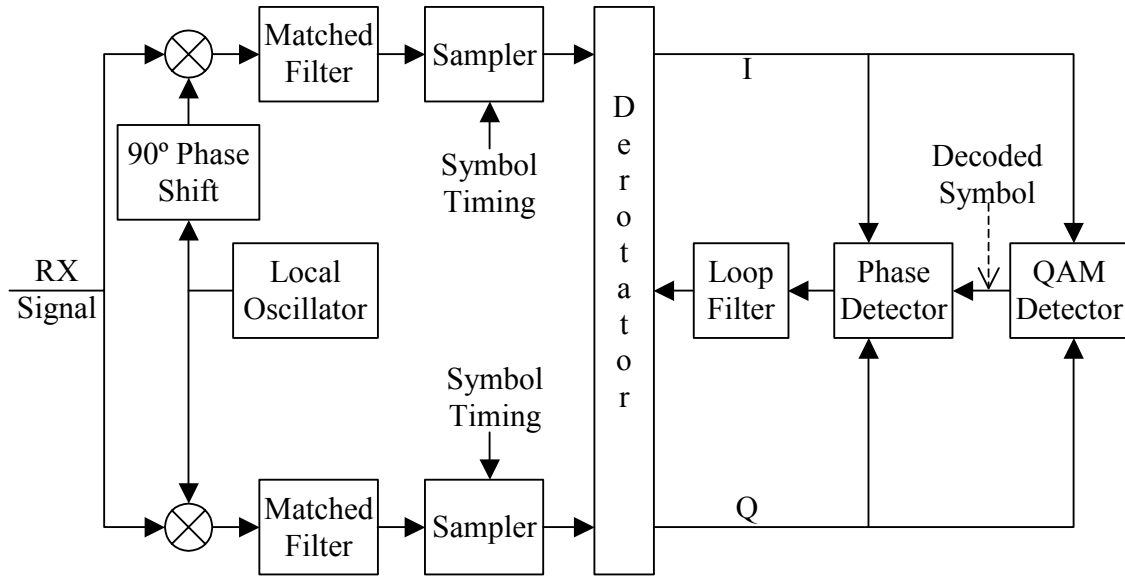 Matched
Filter
Sampler
I
90º Phase
Shift
Symbol
Timing
Derotator
Decoded
Symbol
RX
Signal
Local
Oscillator
Loop
Filter
Phase
Detector
QAM
Detector
Symbol
Timing
Matched
Filter
Sampler
Q